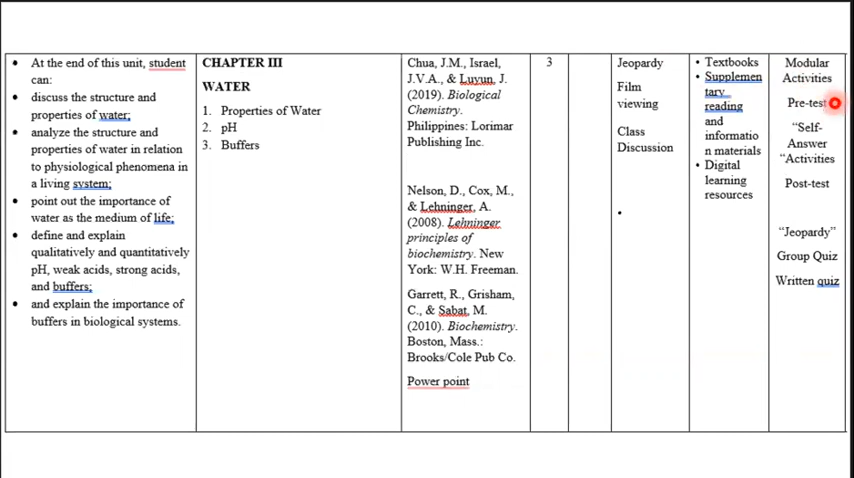 At the end of this unit, student
can:
discuss the structure and
properties of water;
analyze the structure and
properties of water in relation
to physiological phenomena in
a living system;
point out the importance of
water as the medium of life;
define and explain
qualitatively and quantitatively
pH, weak acids, strong acids,
and buffers;
and explain the importance of
buffers in biological systems.
CHAPTER III
WATER
1. Properties of Water
2. pH
3. Buffers
Chua, J.M., Israel,
J.V.A., & Luyun, J.
(2019). Biological
Chemistry.
Philippines: Lorimar
Publishing Inc.
Nelson, D., Cox, M.,
& Lehninger, A.
(2008). Lehninger
principles of
biochemistry. New
York: W.H. Freeman.
Garrett, R., Grisham,
C., & Sabat, M.
(2010). Biochemistry.
Boston, Mass.:
Brooks/Cole Pub Co.
Power point
3
Jeopardy
Film
viewing
Class
Discussion
Textbooks
Supplemen
tary
reading
and
informatio
n materials
Digital
learning
resources
Modular
Activities
Pre-test
“Self-
Answer
“Activities
Post-test
“Jeopardy”
Group Quiz
Written quiz